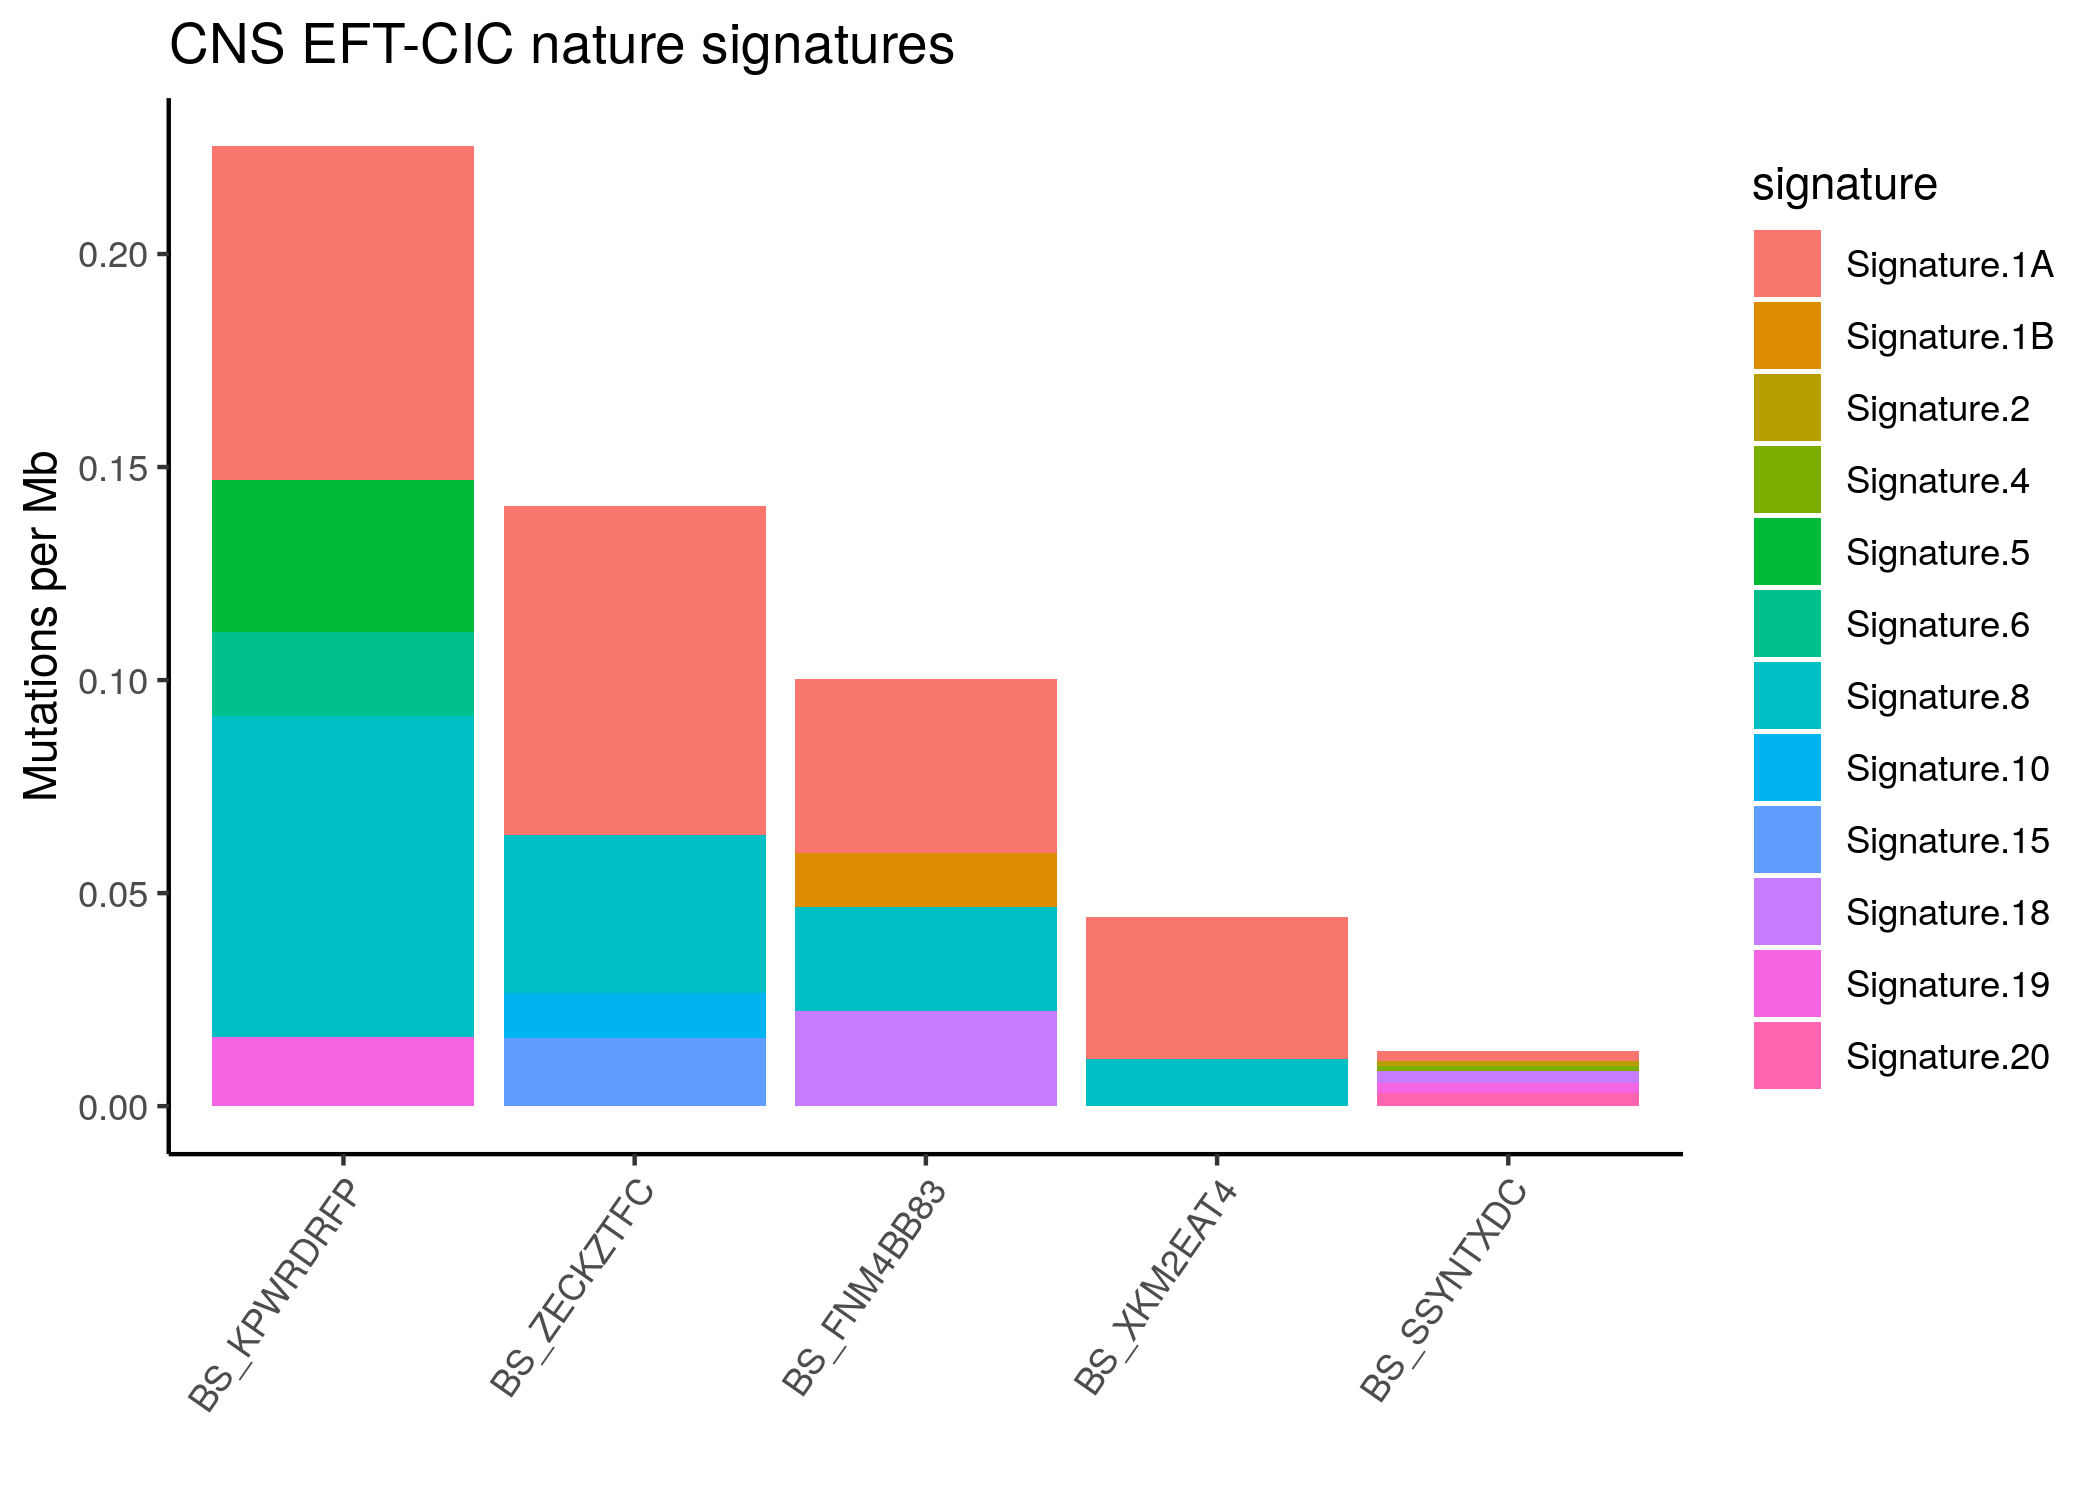 CNS EFT-CIC nature signatures
Mutations per Mb
0.20
0.15
0.10
0.05
0.00
BS_KPWRDRFP
BS_ZECKZTFC
BS_FNM4BB83
BS_XKM2EAT4
BS_SSYNTXDC
signature
Signature.1A
Signature.1B
Signature.2
Signature.4
Signature.5
Signature.6
Signature.8
Signature.10
Signature.15
Signature.18
Signature.19
Signature.20